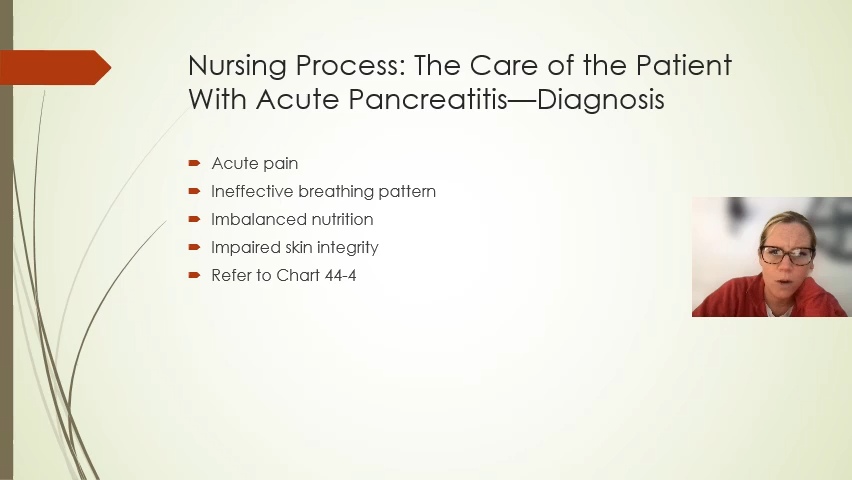 Nursing Process: The Care of the Patient
With Acute Pancreatitis—Diagnosis
Acute pain
Ineffective breathing pattern
Imbalanced nutrition
Impaired skin integrity
Refer to Chart 44-4